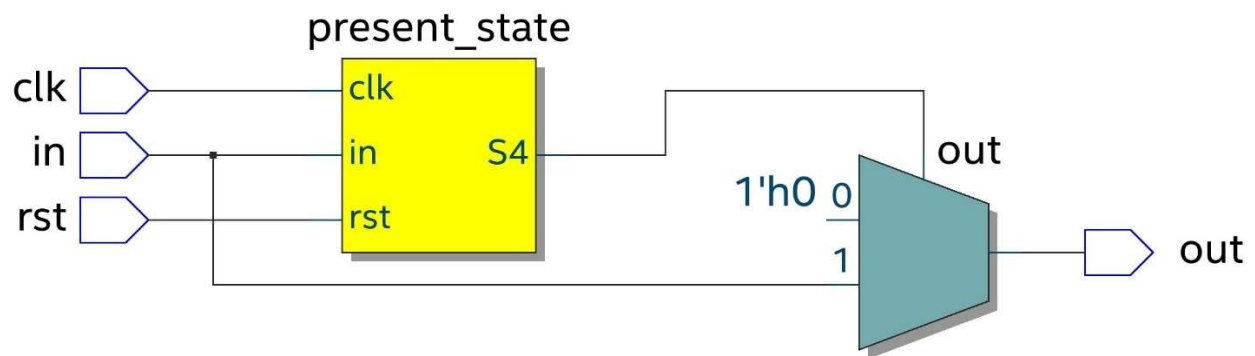 present_state
clk
clk
in
in
S4
out
rst
rst
1'h0
0
1
out